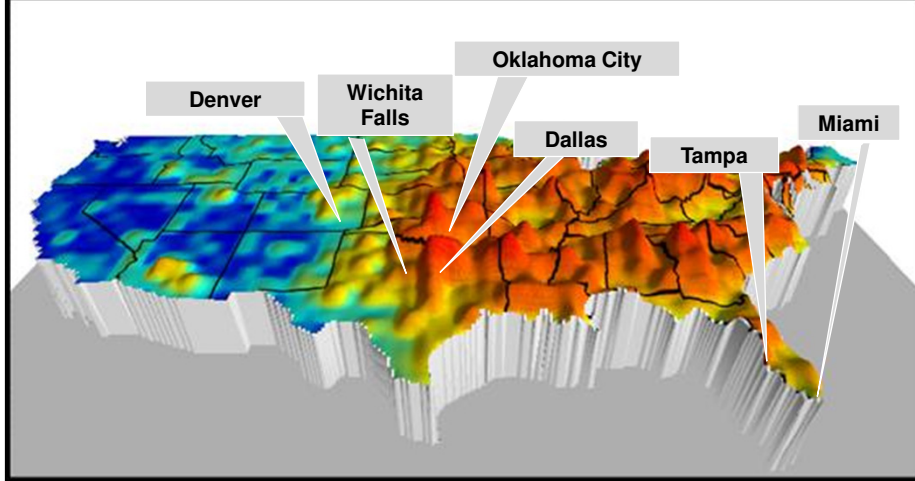 Oklahoma City
Denver
Wichita
Falls
Dallas
Tampa
Miami